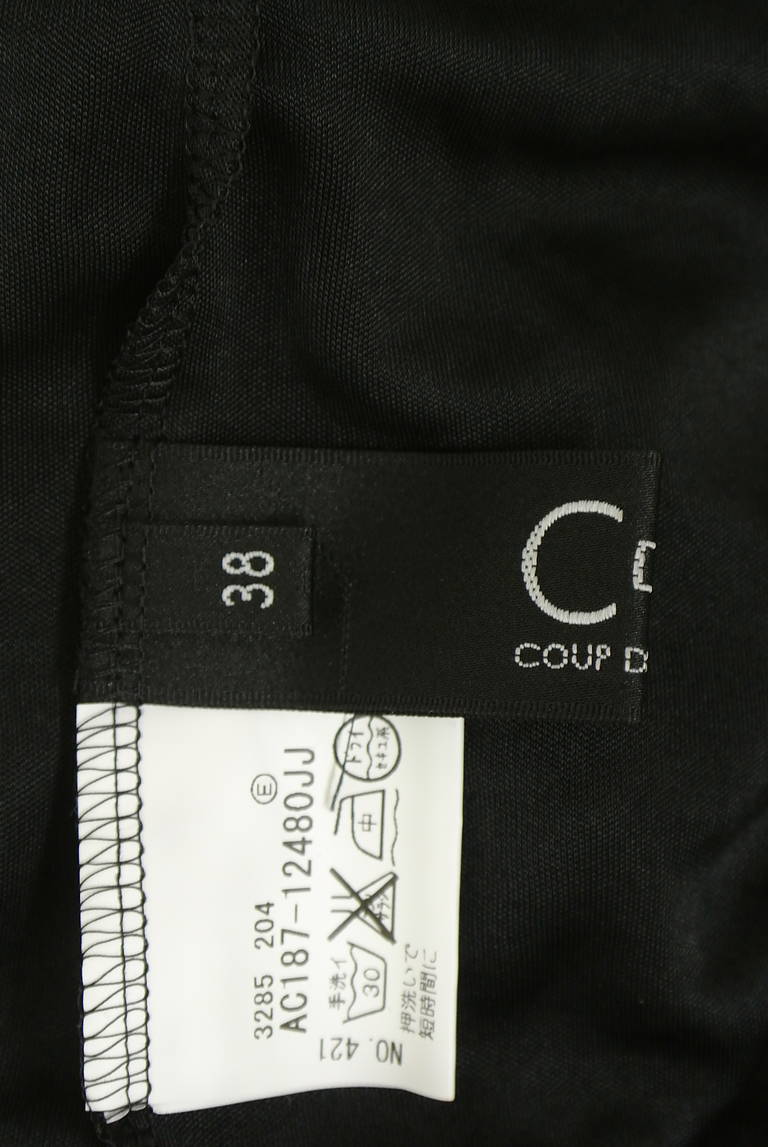 38
C
COUP D
3285 204
Ⓔ
AC187-12480JJ
手洗イ
30
中
ドライ
セキユ系
押洗いで
短時間に
NO. 421